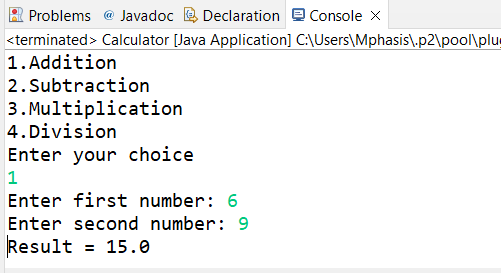 Problems @ Javadoc Declaration Console
<terminated> Calculator [Java Application] C:\Users\Mphasis\.p2\pool\plu
1.Addition
2.Subtraction
3.Multiplication
4.Division
Enter your choice
1
Enter first number: 6
Enter second number: 9
Result = 15.0